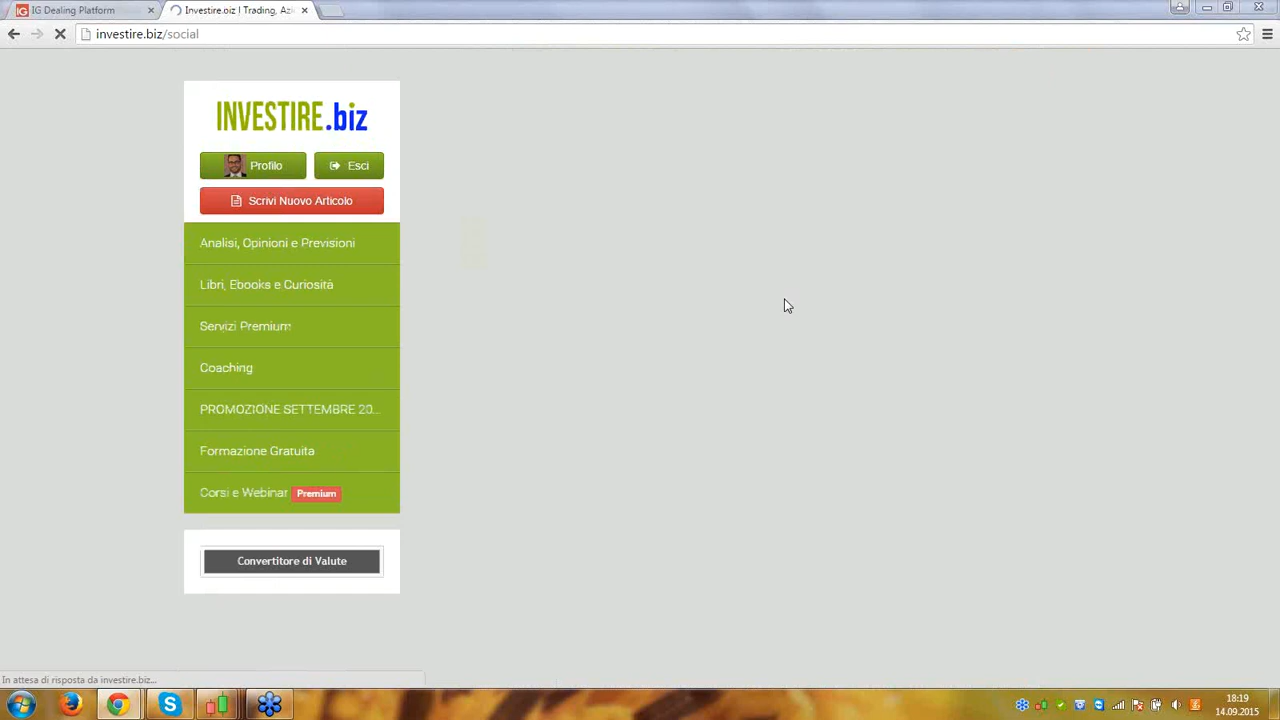 IG Dealing Platform
Investire.biz | Trading, Azi
investire.biz/social
INVESTIRE.biz
Profilo
Esci
Scrivi Nuovo Articolo
Analisi, Opinioni e Previsioni
Libri, Ebooks e Curiosità
Servizi Premium
Coaching
PROMOZIONE SETTEMBRE 20...
Formazione Gratuita
Corsi e Webinar Premium
Convertitore di Valute
In attesa di risposta da investire.biz...
18:19
14.09.2015